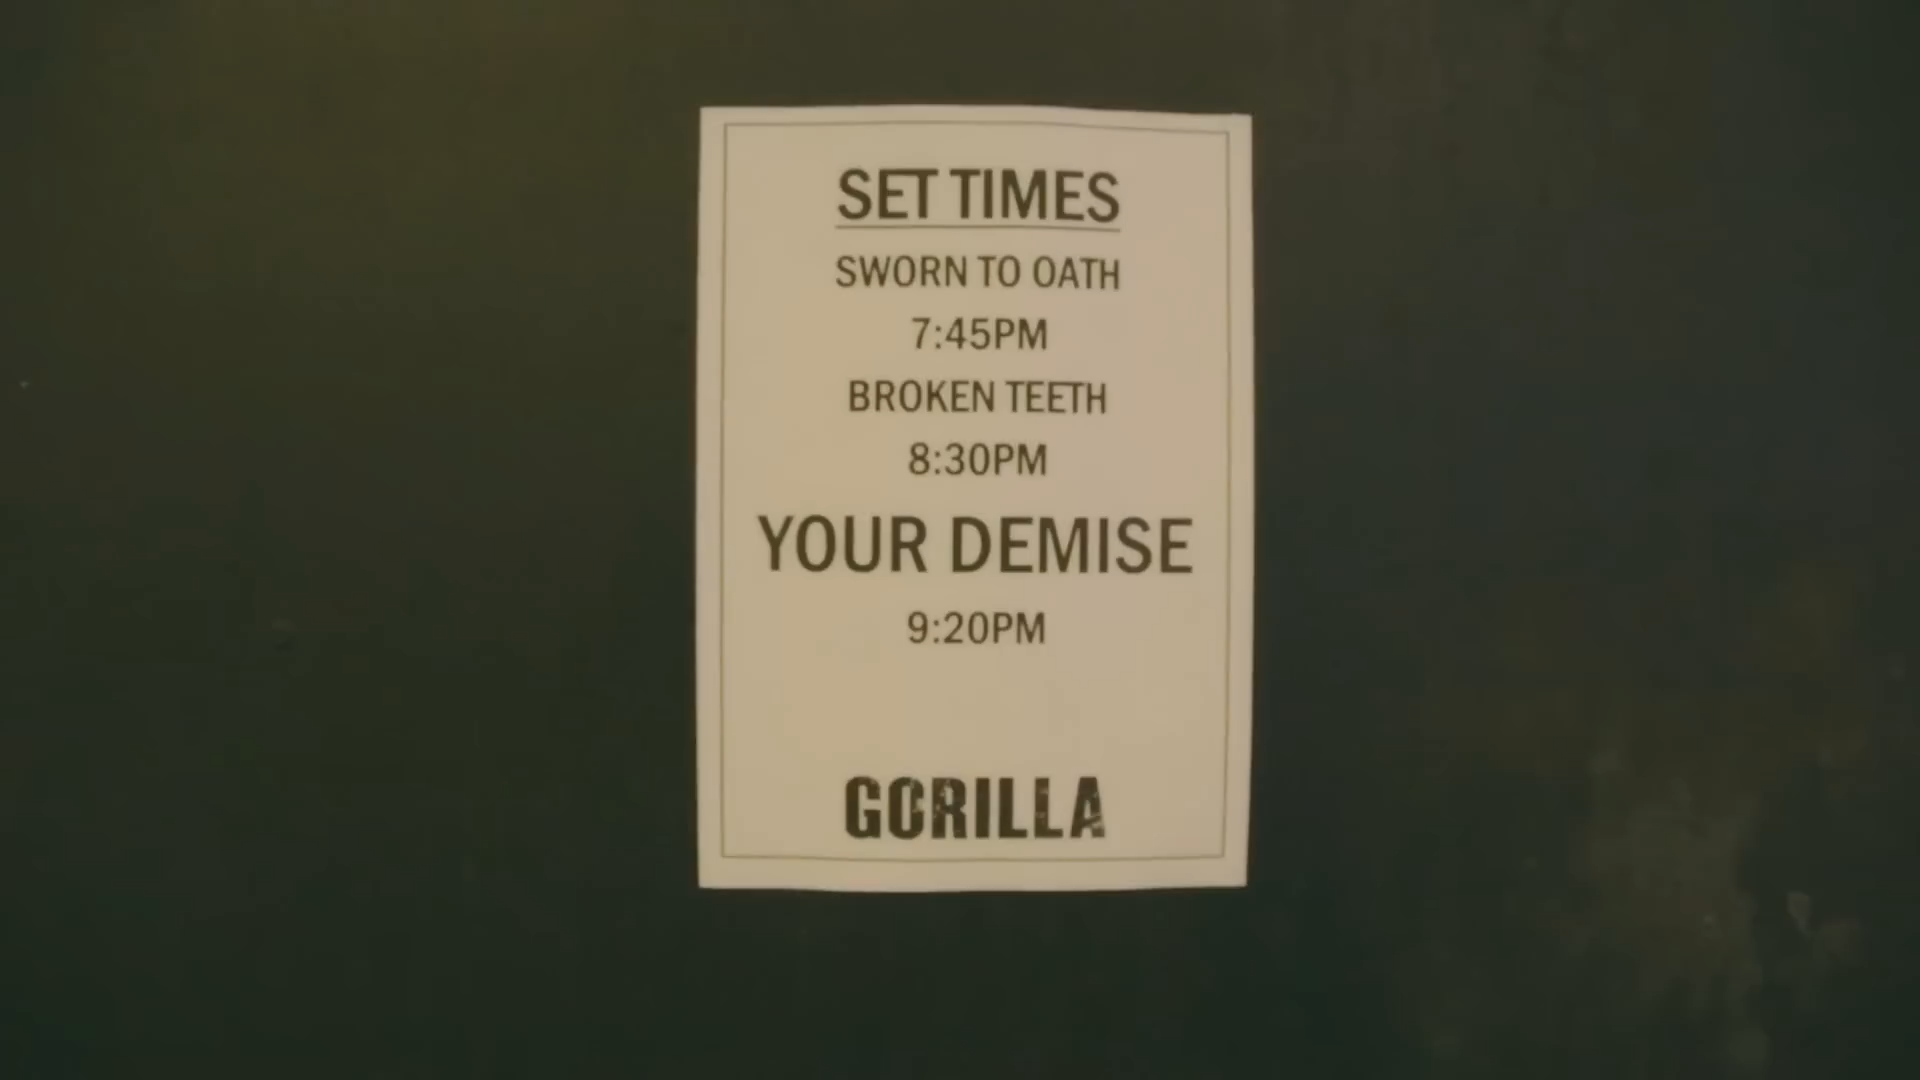 SET TIMES
SWORN TO OATH
7:45PM
BROKEN TEETH
8:30PM
YOUR DEMISE
9:20PM
GORILLA